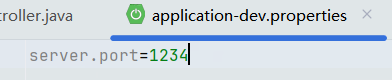 troller.java
application-dev.properties
server.port=1234